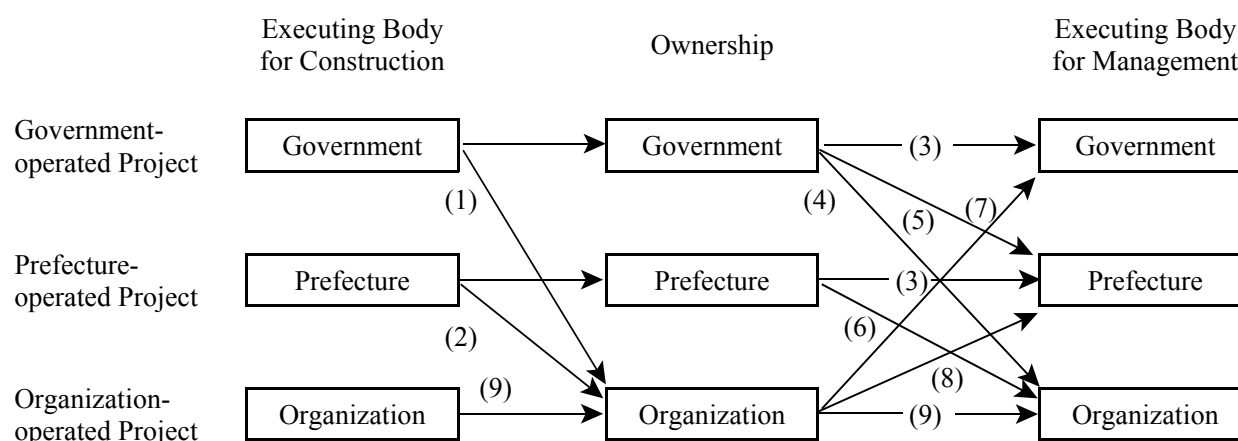 Executing Body
for Construction
Ownership
Executing Body
for Management
Government-
operated Project
Government
Government
(3)
Government
(1)
(4)
(5)
(7)
Prefecture-
operated Project
Prefecture
Prefecture
(3)
Prefecture
(2)
(6)
(8)
Organization-
operated Project
Organization
(9)
Organization
(9)
Organization